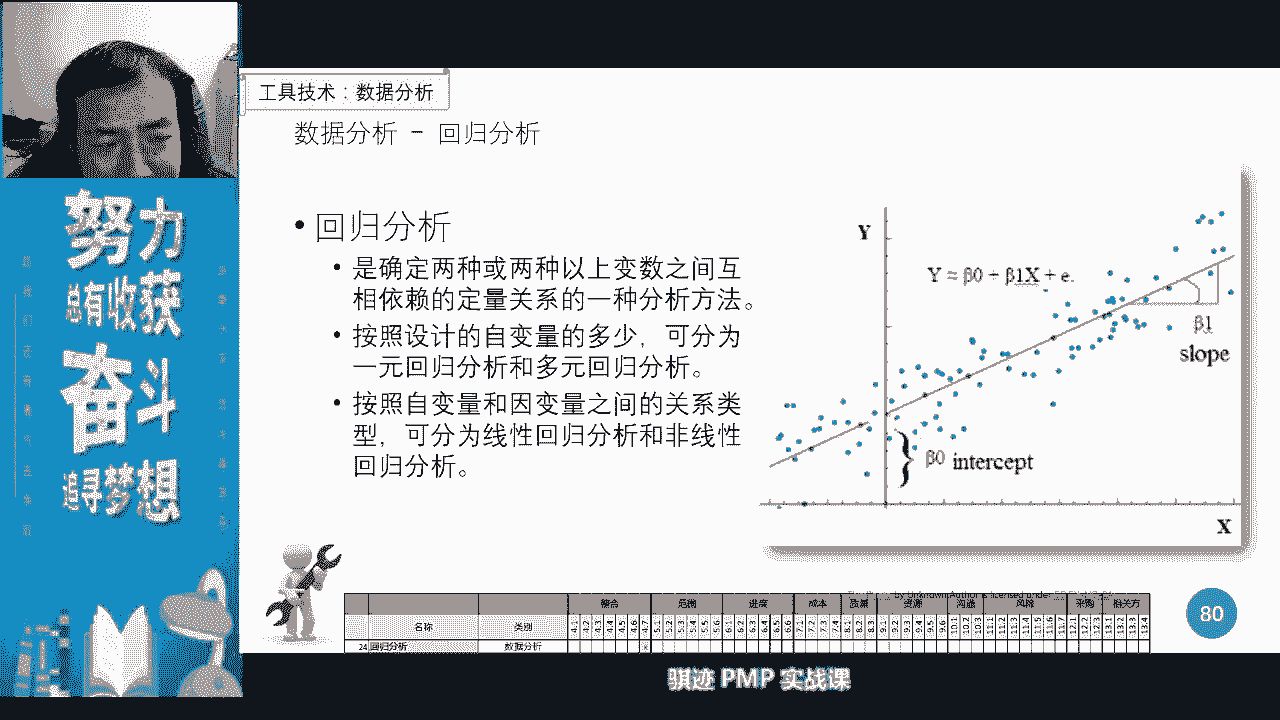 工具技术：数据分析
数据分析 - 回归分析
• 回归分析
• 是确定两种或两种以上变数之间互
相依赖的定量关系的一种分析方法。
• 按照设计的自变量的多少，可分为
一元回归分析和多元回归分析。
• 按照自变量和因变量之间的关系类
型，可分为线性回归分析和非线性
回归分析。
Y
Y = β0 + β1X + e.
β1
slope
β0 intercept
X
努力
总有收获
奋斗
追寻梦想
整合 范围 进度 成本 质量 资源 沟通 风险 采购 相关方
名称 类别
24 回归分析 数据分析
80
骐迹 PMP 实战课